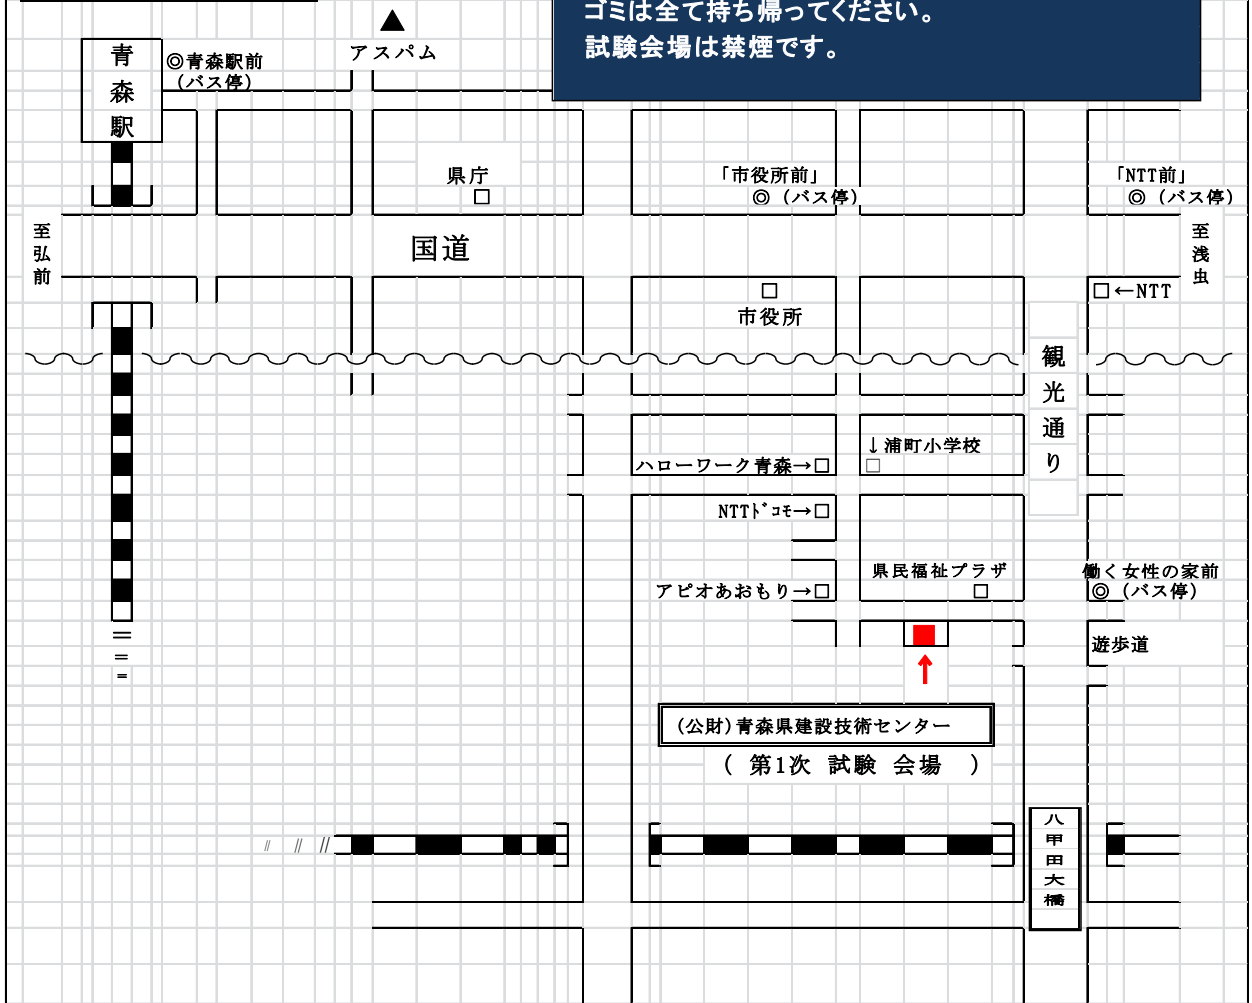 ゴミは全て持ち帰ってください。
試験会場は禁煙です。
アスパム
青森駅
◎青森駅前
(バス停)
県庁
「市役所前」
◎(バス停)
「NTT前」
◎(バス停)
至弘前
国道
至浅虫
市役所
←NTT
観光通り
↓浦町小学校
ハローワーク青森→
NTTドコモ→
県民福祉プラザ
働く女性の家前
◎(バス停)
アピオあおもり→
遊歩道
(公財)青森県建設技術センター
( 第1次 試験 会場 )
八甲田大橋